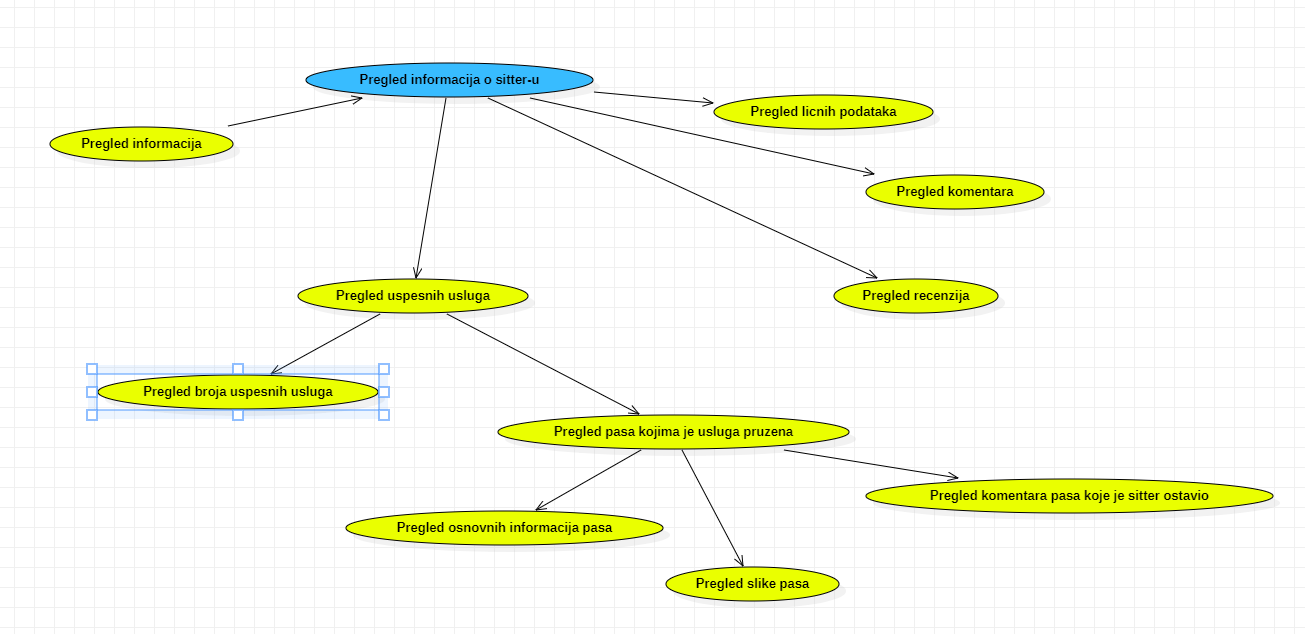 Pregled informacija o sitter-u
Pregled licnih podataka
Pregled informacija
Pregled komentara
Pregled uspesnih usluga
Pregled recenzija
Pregled broja uspesnih usluga
Pregled pasa kojima je usluga pruzena
Pregled komentara pasa koje je sitter ostavio
Pregled osnovnih informacija pasa
Pregled slike pasa